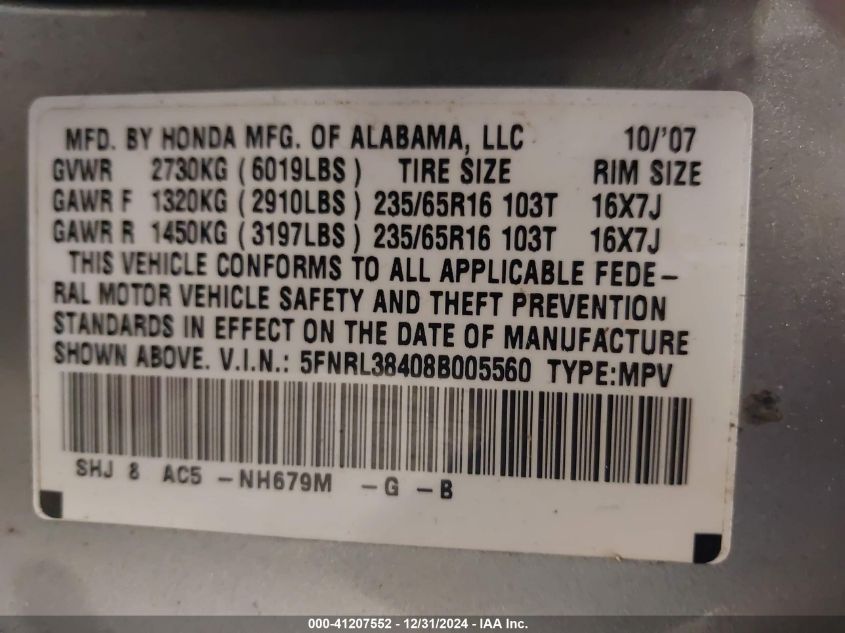 MFD. BY HONDA MFG. OF ALABAMA, LLC 10/'07
GVWR 2730KG (6019LBS) TIRE SIZE RIM SIZE
GAWR F 1320KG (2910LBS) 235/65R16 103T 16X7J
GAWR R 1450KG (3197LBS) 235/65R16 103T 16X7J
THIS VEHICLE CONFORMS TO ALL APPLICABLE FEDE-
RAL MOTOR VEHICLE SAFETY AND THEFT PREVENTION
STANDARDS IN EFFECT ON THE DATE OF MANUFACTURE
SHOWN ABOVE. V.I.N.: 5FNRL38408B005560 TYPE:MPV
SHJ 8 AC5 -NH679M -G -B
000-41207552 - 12/31/2024 - IAA Inc.